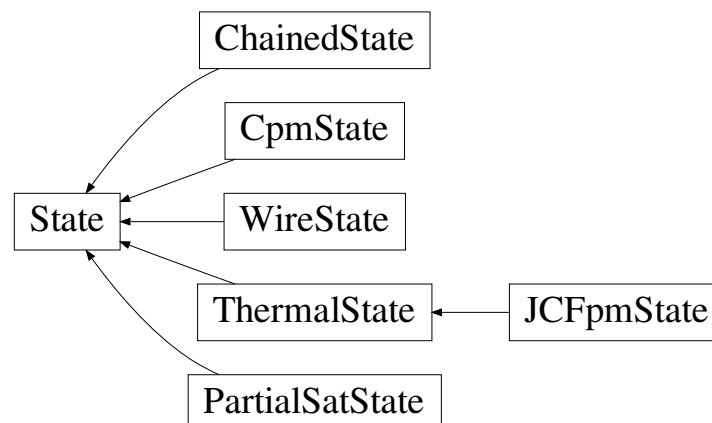 ChainedState
CpmState
State
WireState
ThermalState
JCFpmState
PartialSatState